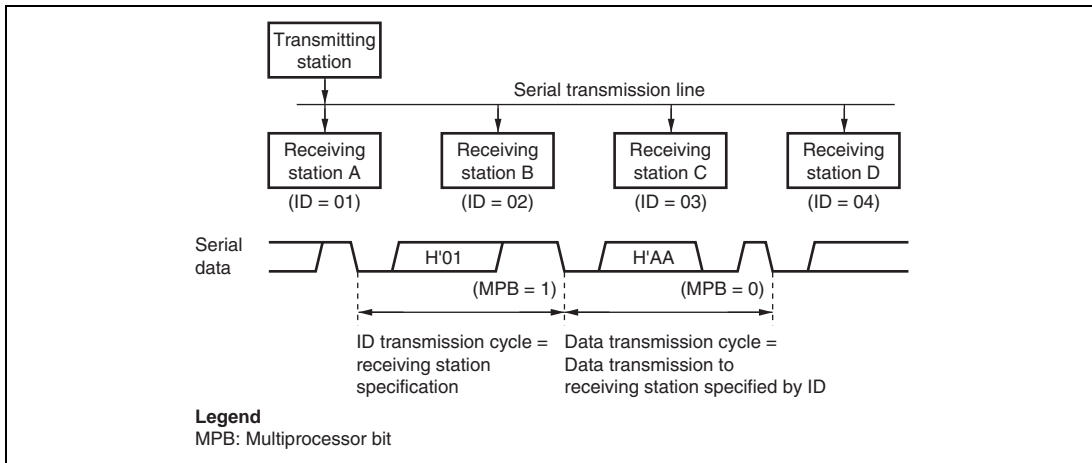 Transmitting
station
Serial transmission line
Receiving
station A
Receiving
station B
Receiving
station C
Receiving
station D
(ID = 01)
(ID = 02)
(ID = 03)
(ID = 04)
Serial
data
H'01
H'AA
(MPB = 1)
(MPB = 0)
ID transmission cycle =
receiving station
specification
Data transmission cycle =
Data transmission to
receiving station specified by ID
Legend
MPB: Multiprocessor bit